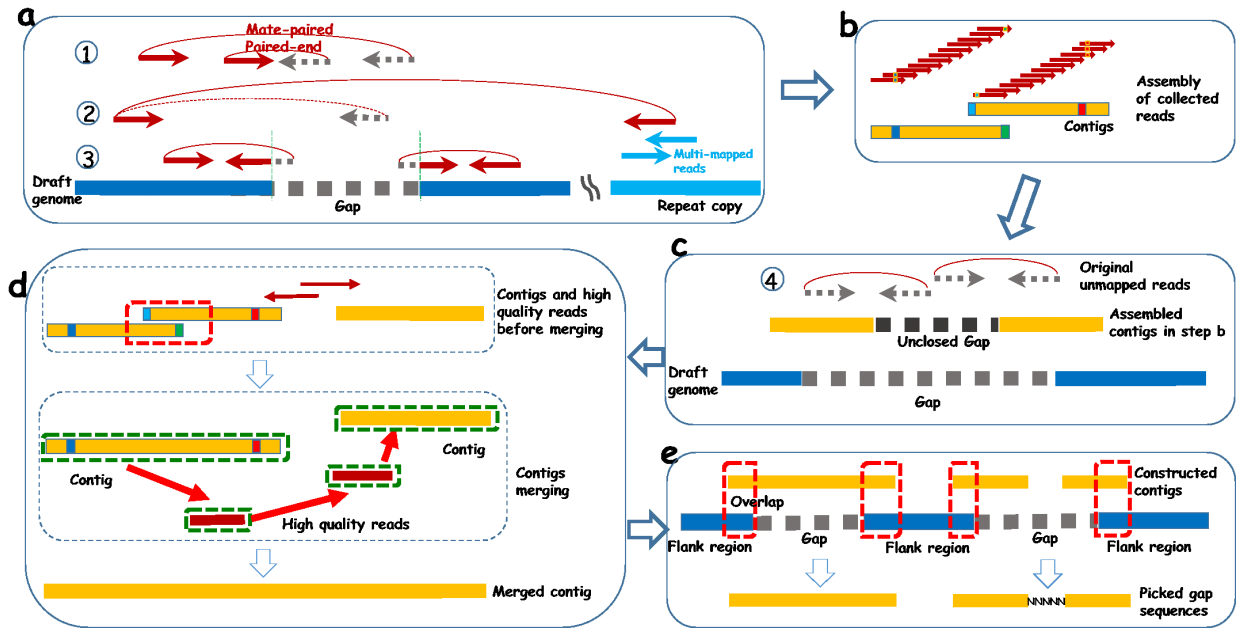 a
Mate-paired
Paired-end
1
2
3
Multi-mapped
reads
Draft
genome
Gap
Repeat copy
b
Assembly
of collected
reads
Contigs
c
4
Original
unmapped reads
Assembled
contigs in step b
Unclosed Gap
Draft
genome
Gap
d
Contigs and high
quality reads
before merging
Contig
Contig
Contigs
merging
High quality reads
Merged contig
e
Constructed
contigs
Overlap
Flank region
Gap
Flank region
Gap
Flank region
NNNNN
Picked gap
sequences